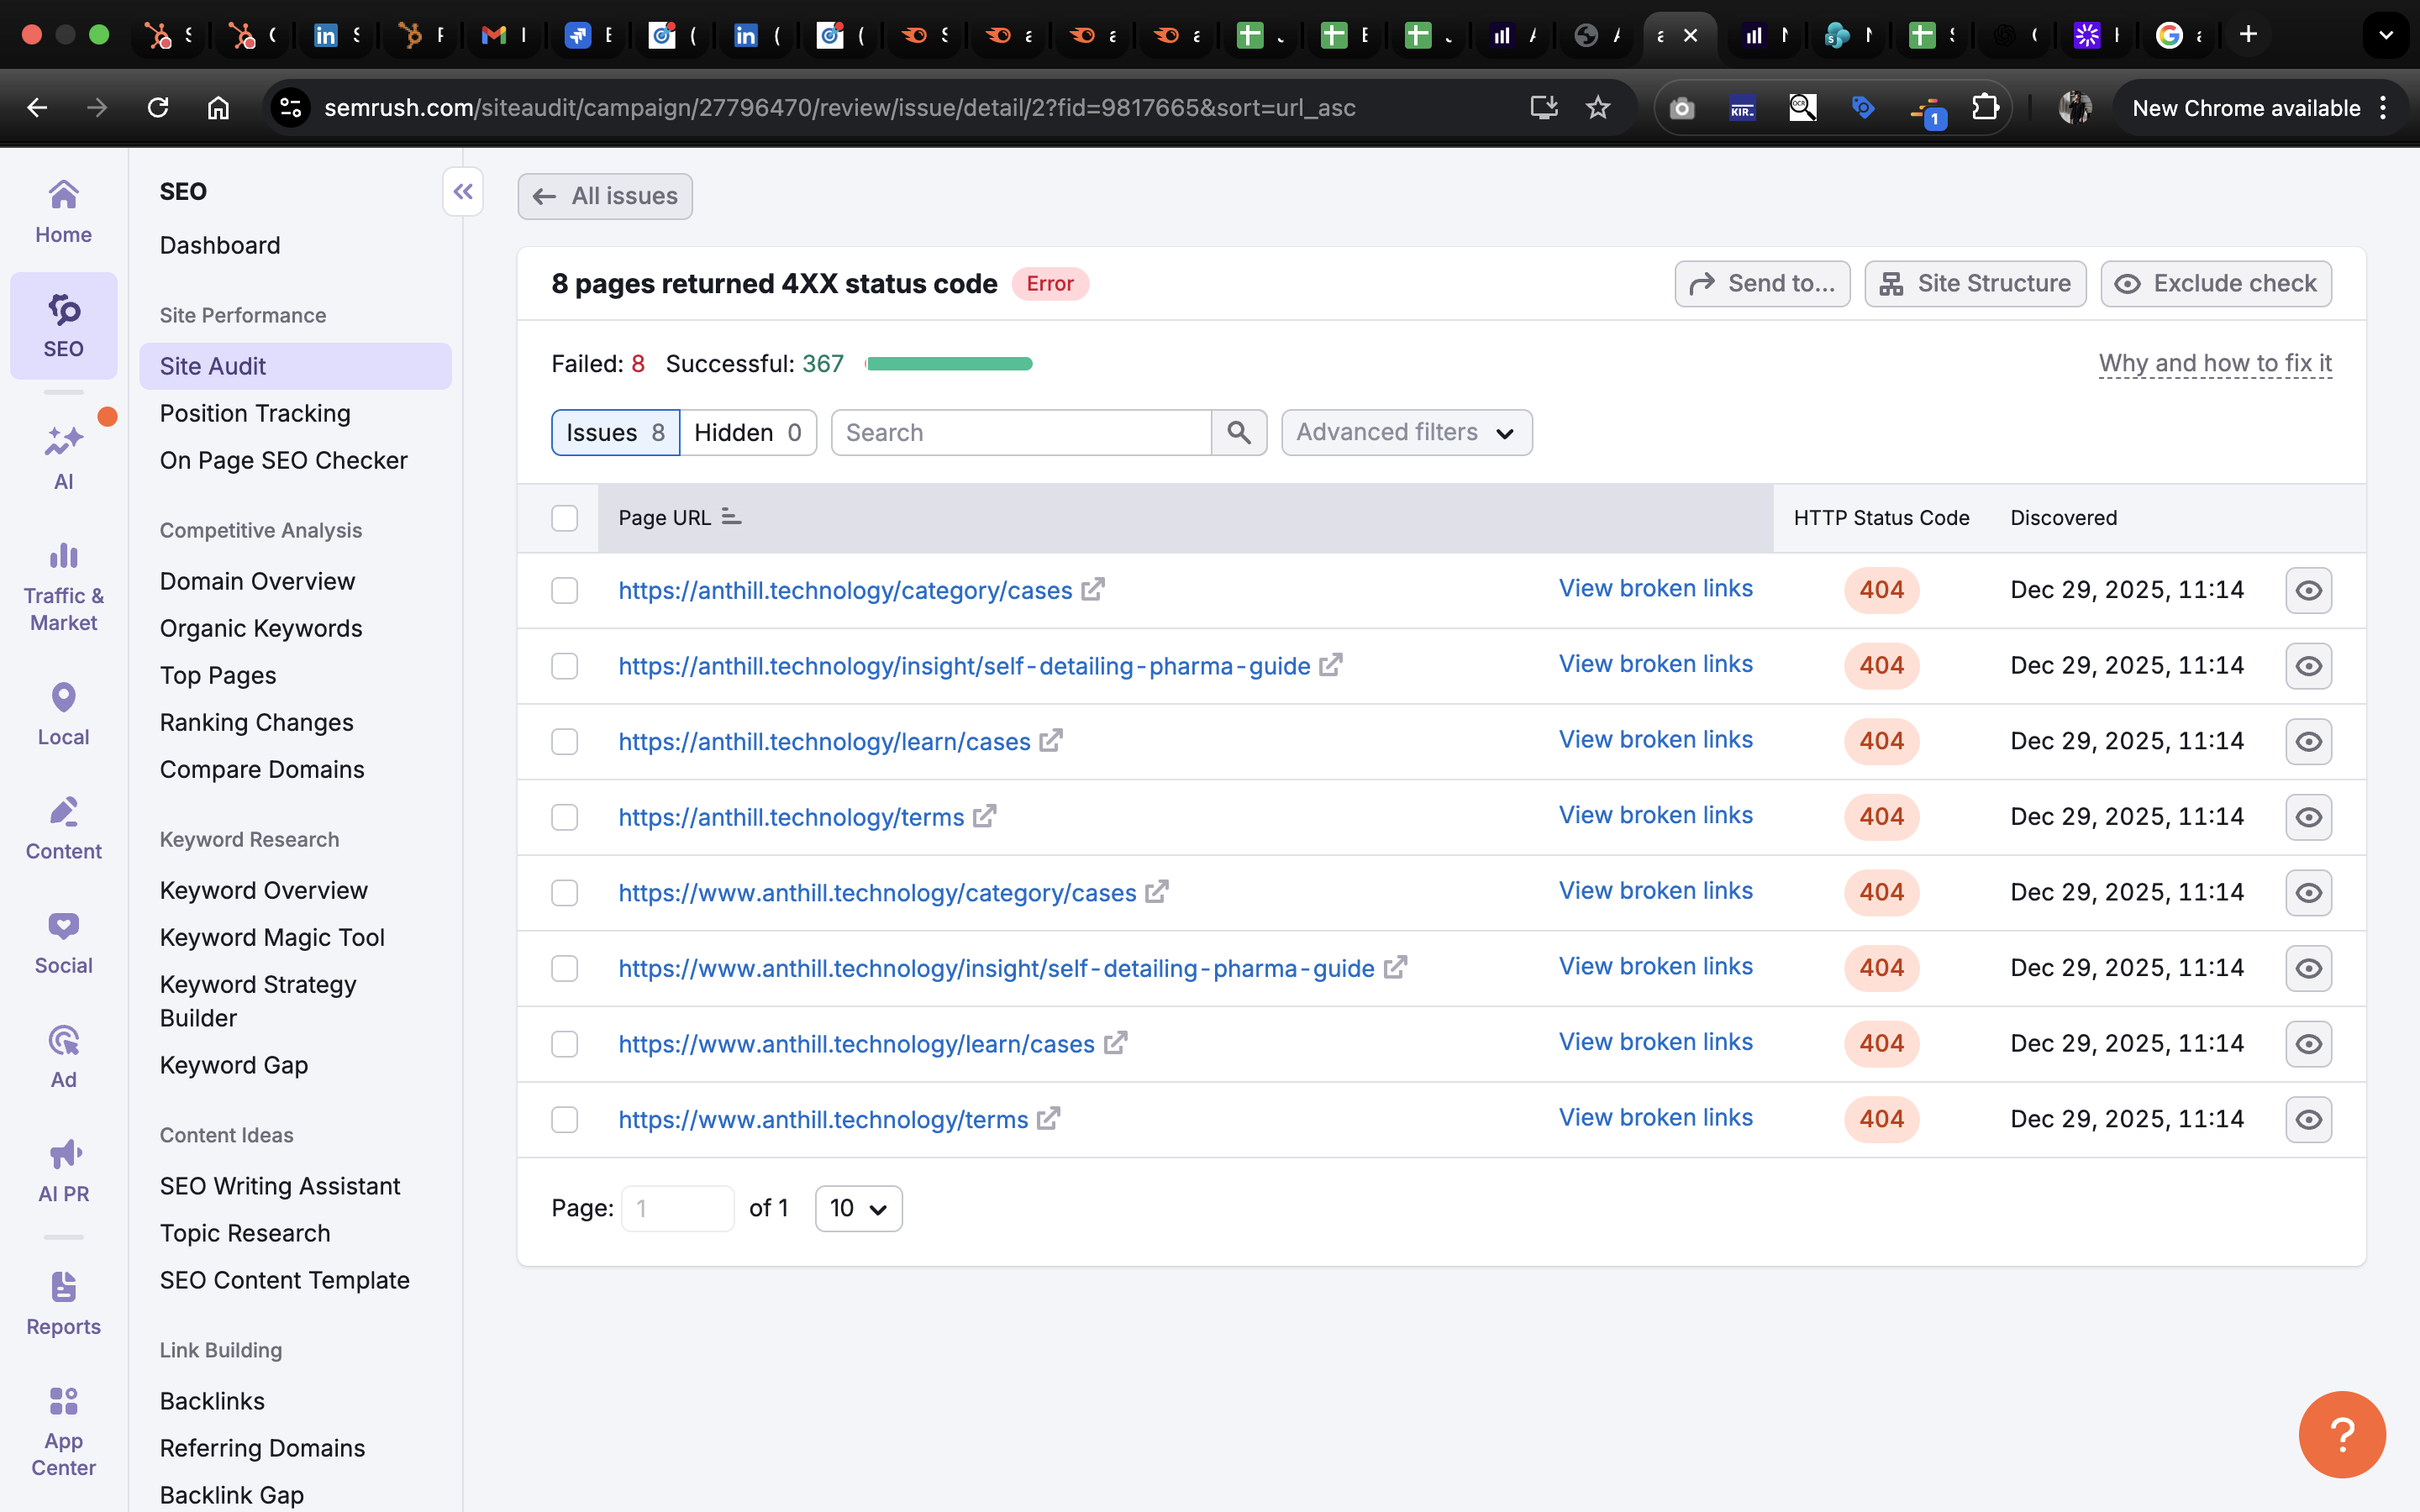 semrush.com/siteaudit/campaign/27796470/review/issue/detail/2?fid=9817665&sort=url_asc
KIR.
OCR
1
New Chrome available
Home
SEO
AI
Traffic &
Market
Local
Content
Social
Ad
AI PR
Reports
App
Center
SEO
Dashboard
Site Performance
Site Audit
Position Tracking
On Page SEO Checker
Competitive Analysis
Domain Overview
Organic Keywords
Top Pages
Ranking Changes
Compare Domains
Keyword Research
Keyword Overview
Keyword Magic Tool
Keyword Strategy
Builder
Keyword Gap
Content Ideas
SEO Writing Assistant
Topic Research
SEO Content Template
Link Building
Backlinks
Referring Domains
Backlink Gap
All issues
8 pages returned 4XX status code Error
Send to... Site Structure Exclude check
Failed: 8 Successful: 367
Why and how to fix it
Issues 8 Hidden 0 Search Advanced filters
Page URL HTTP Status Code Discovered
https://anthill.technology/category/cases View broken links 404 Dec 29, 2025, 11:14
https://anthill.technology/insight/self-detailing-pharma-guide View broken links 404 Dec 29, 2025, 11:14
https://anthill.technology/learn/cases View broken links 404 Dec 29, 2025, 11:14
https://anthill.technology/terms View broken links 404 Dec 29, 2025, 11:14
https://www.anthill.technology/category/cases View broken links 404 Dec 29, 2025, 11:14
https://www.anthill.technology/insight/self-detailing-pharma-guide View broken links 404 Dec 29, 2025, 11:14
https://www.anthill.technology/learn/cases View broken links 404 Dec 29, 2025, 11:14
https://www.anthill.technology/terms View broken links 404 Dec 29, 2025, 11:14
Page: 1 of 1 10
?